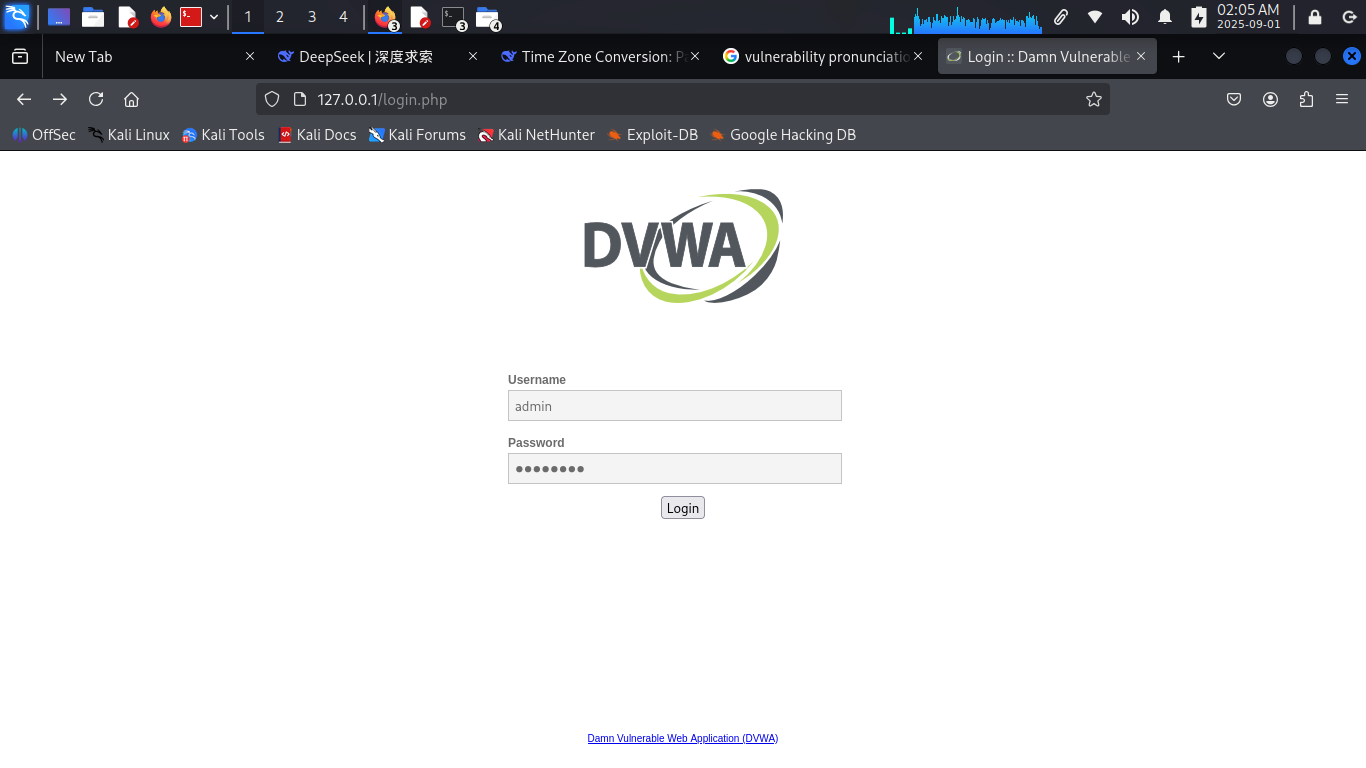 1 2 3 4 3 3 4 02:05 AM
2025-09-01
New Tab DeepSeek | 深度求索 Time Zone Conversion: Pa vulnerability pronunciation Login :: Damn Vulnerable
127.0.0.1/login.php
OffSec Kali Linux Kali Tools Kali Docs Kali Forums Kali NetHunter Exploit-DB Google Hacking DB
DVWA
Username
admin
Password
●●●●●●●●
Login
Damn Vulnerable Web Application (DVWA)